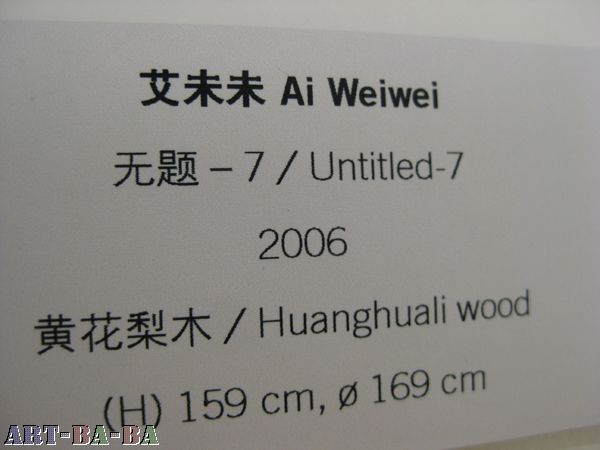 艾未未 Ai Weiwei
无题 – 7 / Untitled-7
2006
黄花梨木 / Huanghuali wood
(H) 159 cm, ø 169 cm
ART-BA-BA